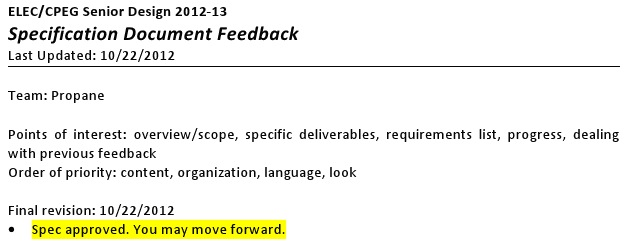 ELEC/CPEG Senior Design 2012-13
Specification Document Feedback
Last Updated: 10/22/2012
Team: Propane
Points of interest: overview/scope, specific deliverables, requirements list, progress, dealing
with previous feedback
Order of priority: content, organization, language, look
Final revision: 10/22/2012
• Spec approved. You may move forward.